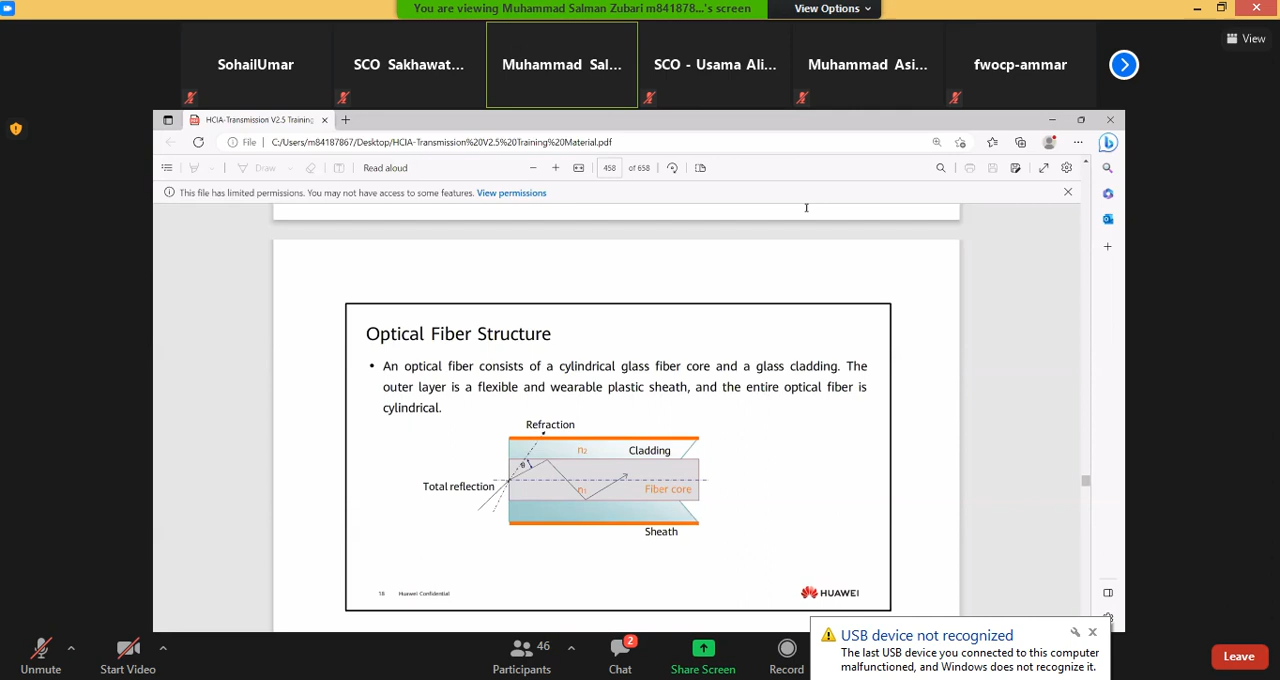 You are viewing Muhammad Salman Zubari m841878...'s screen
View Options
View
SohailUmar
SCO Sakhawat...
Muhammad Sal...
SCO - Usama Ali...
Muhammad Asi...
fwocp-ammar
HCIA-Transmission V2.5 Training
File
C:/Users/m84187867/Desktop/HCIA-Transmission%20V2.5%20Training%20Material.pdf
Draw
Read aloud
458
of 658
This file has limited permissions. You may not have access to some features. View permissions
Optical Fiber Structure
• An optical fiber consists of a cylindrical glass fiber core and a glass cladding. The
outer layer is a flexible and wearable plastic sheath, and the entire optical fiber is
cylindrical.
Refraction
n2
Cladding
θ
Total reflection
n1
Fiber core
Sheath
18
Huawei Confidential
HUAWEI
USB device not recognized
The last USB device you connected to this computer
malfunctioned, and Windows does not recognize it.
Unmute
Start Video
46
Participants
2
Chat
Share Screen
Record
Leave